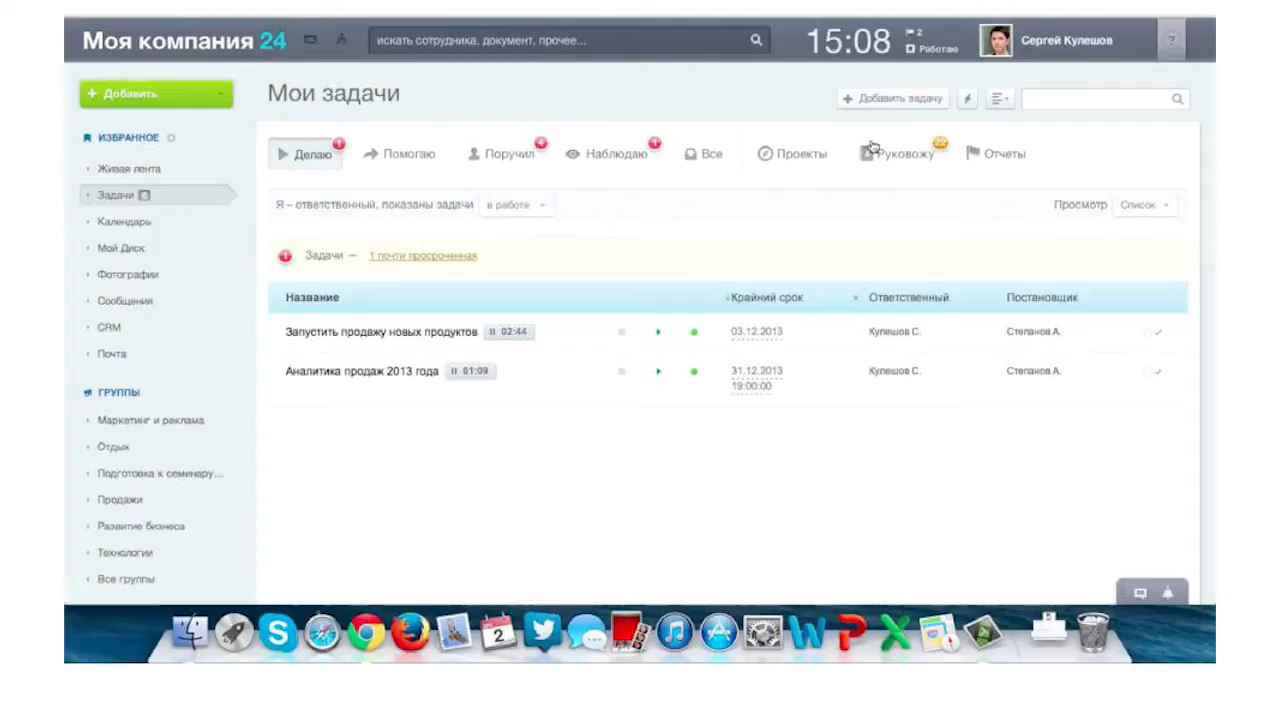 Моя компания 24
искать сотрудника, документ, прочее...
15:08
2
Работаю
Сергей Кулешов
?
+ Добавить
Мои задачи
+ Добавить задачу
ИЗБРАННОЕ
Живая лента
Задачи
Календарь
Мой Диск
Фотографии
Сообщения
CRM
Почта
ГРУППЫ
Маркетинг и реклама
Отдых
Подготовка к семинару...
Продажи
Развитие бизнеса
Технологии
Все группы
Делаю 1
Помогаю
Поручил 4
Наблюдаю 1
Все
Проекты
Руковожу
Отчеты
Я – ответственный, показаны задачи в работе
Просмотр Список
Задачи — 1 почти просроченная
Название Крайний срок Ответственный Постановщик
Запустить продажу новых продуктов 02:44 03.12.2013 Кулешов С. Степанов А.
Аналитика продаж 2013 года 01:09 31.12.2013 Кулешов С. Степанов А.
19:00:00
2